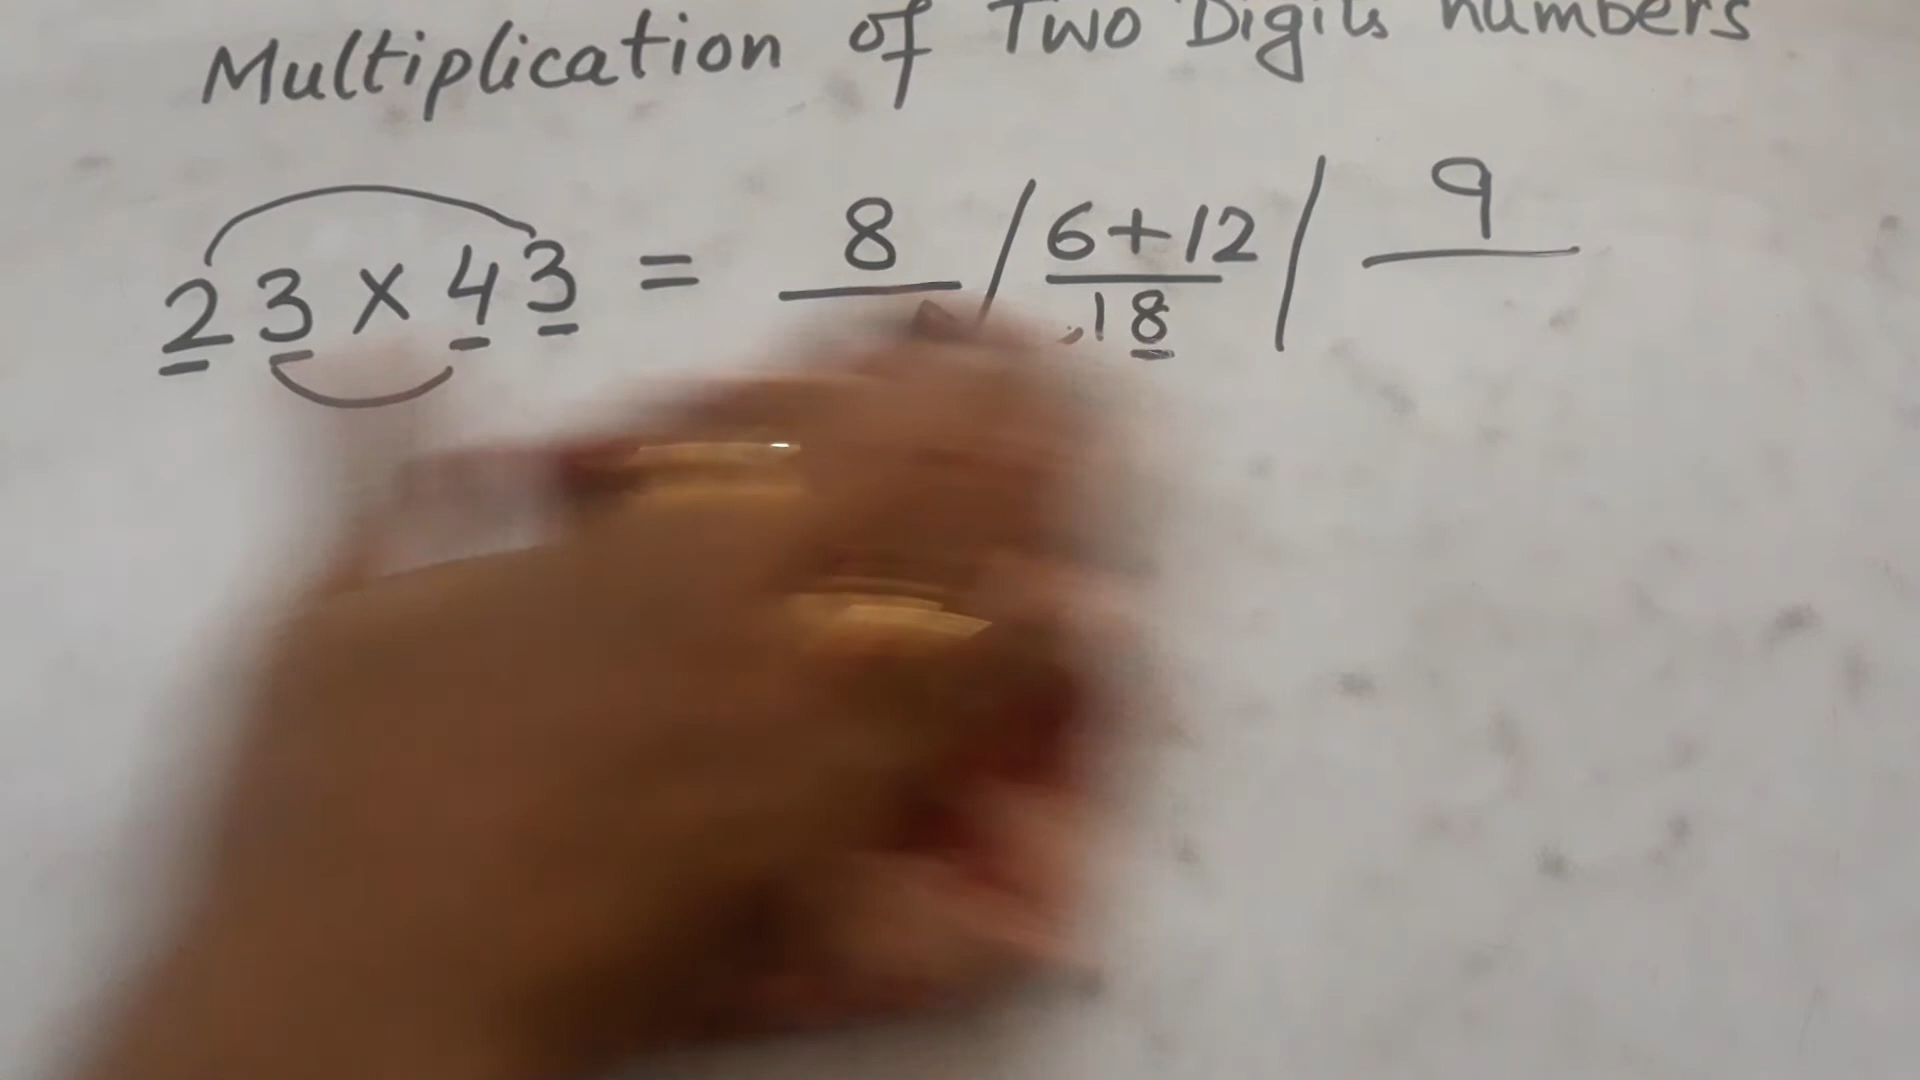 Multiplication of Two Digits numbers
23 × 43 = 8 / 6+12 / 9
18